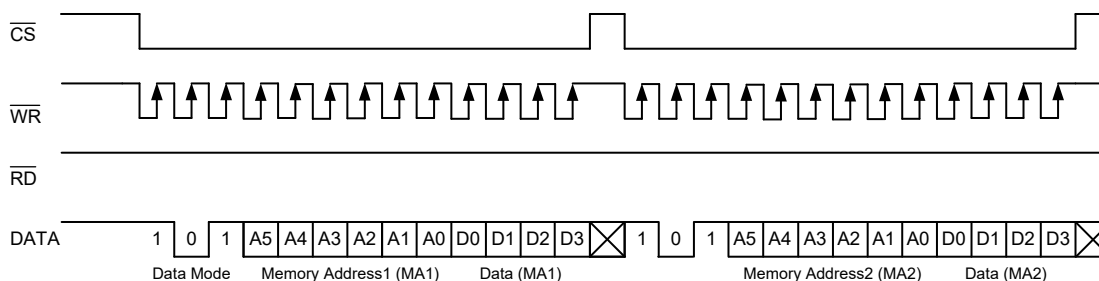 CS
WR
RD
DATA 1 0 1 A5 A4 A3 A2 A1 A0 D0 D1 D2 D3 1 0 1 A5 A4 A3 A2 A1 A0 D0 D1 D2 D3
Data Mode Memory Address1 (MA1) Data (MA1) Memory Address2 (MA2) Data (MA2)